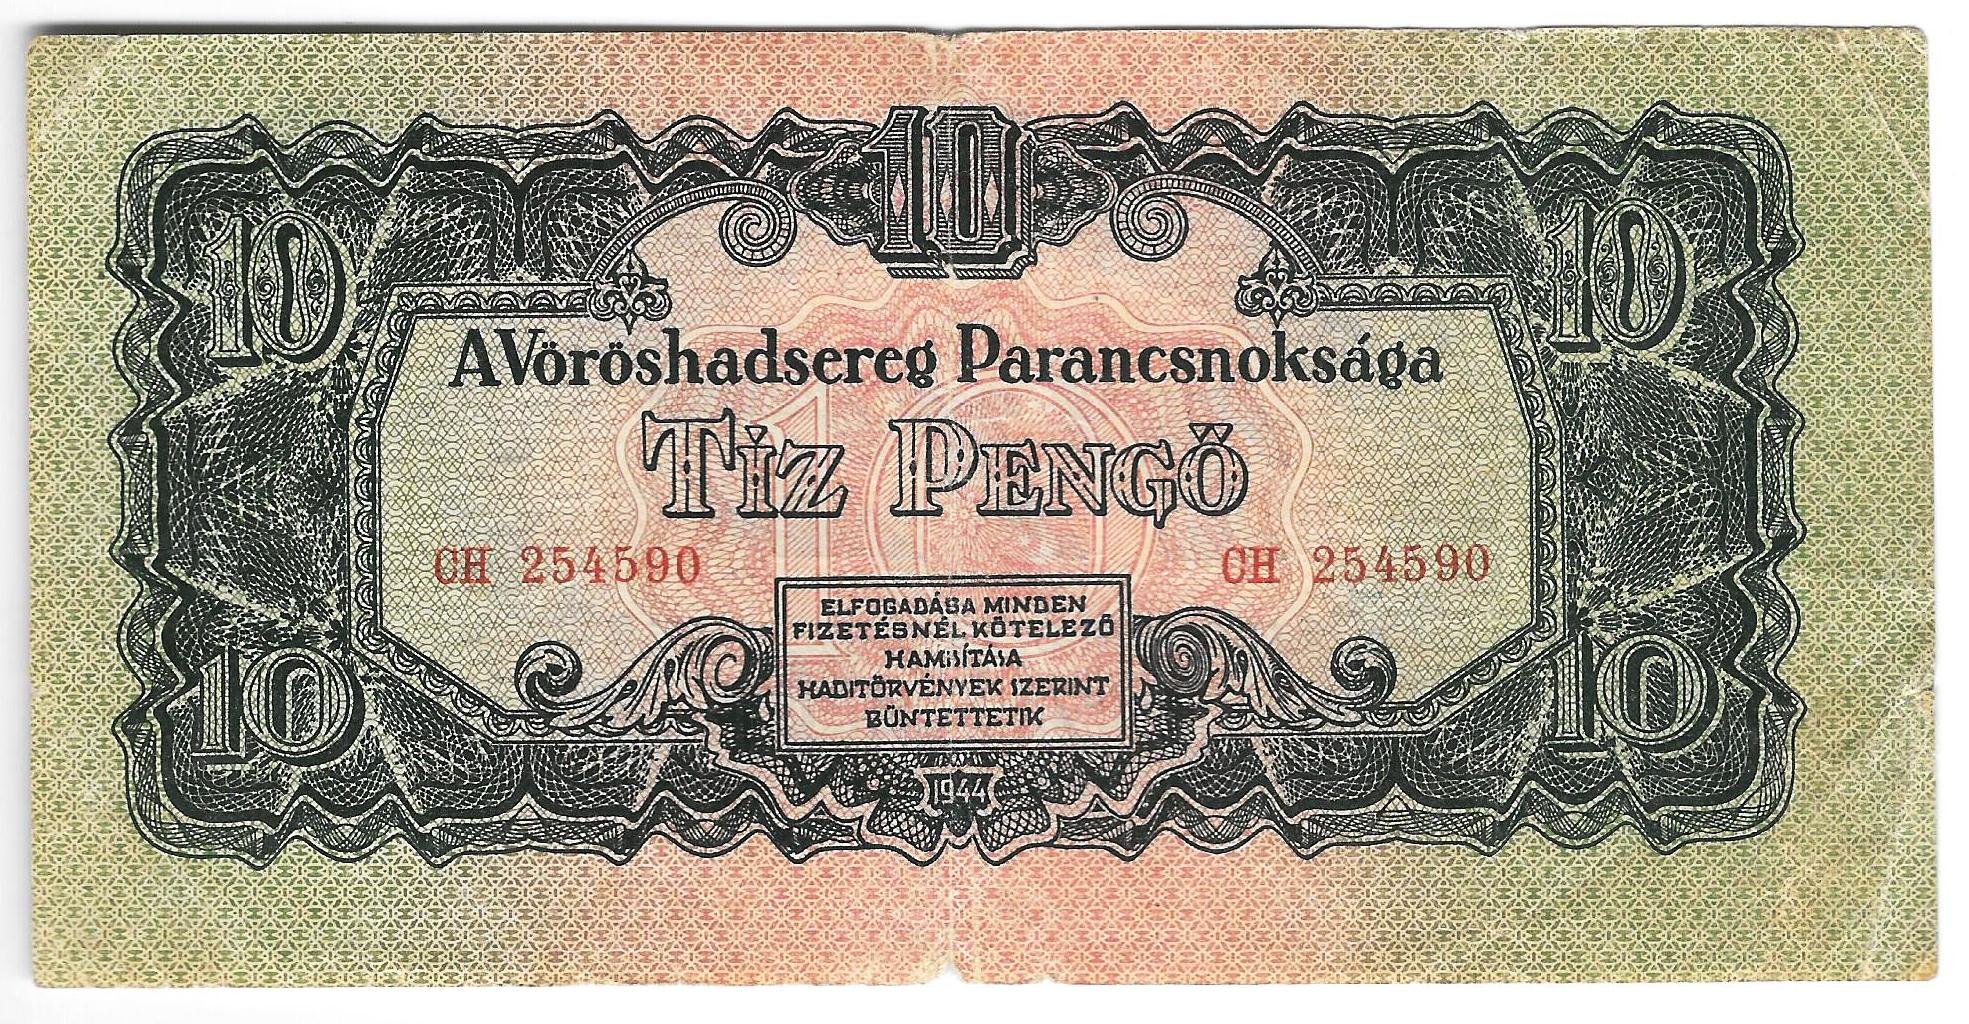 10
10 10
A Vöröshadsereg Parancsnoksága
10
Tíz Pengő
CH 254590 CH 254590
ELFOGADÁSA MINDEN
FIZETÉSNÉL KÖTELEZŐ
HAMISÍTÁSA
HADITÖRVÉNYEK SZERINT
BÜNTETTETIK
10 10
1944